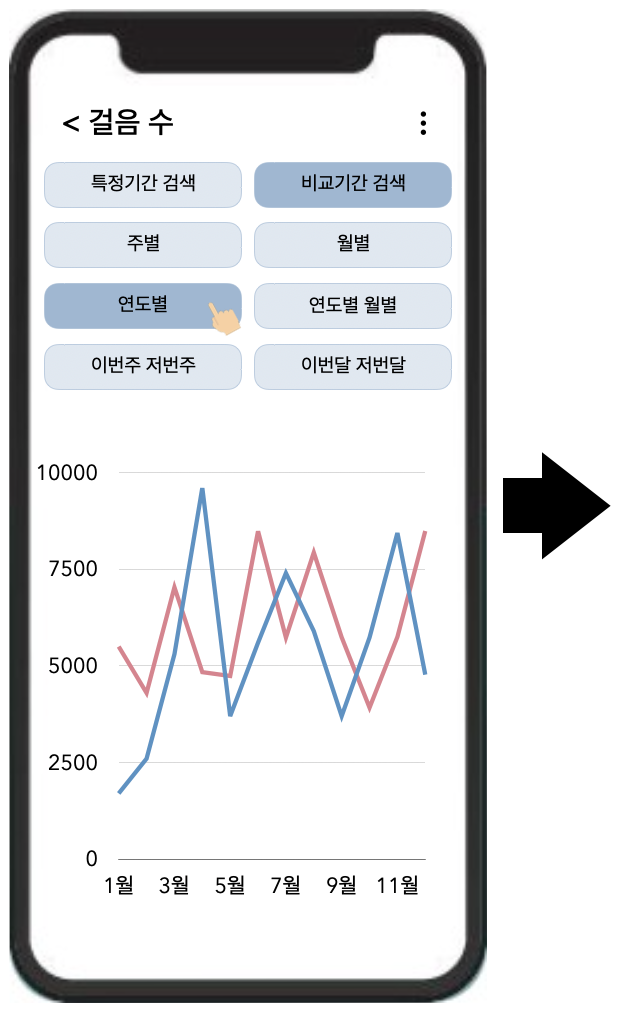 < 걸음 수
특정기간 검색
비교기간 검색
주별
월별
연도별
연도별 월별
이번주 저번주
이번달 저번달
10000
7500
5000
2500
0
1월 3월 5월 7월 9월 11월